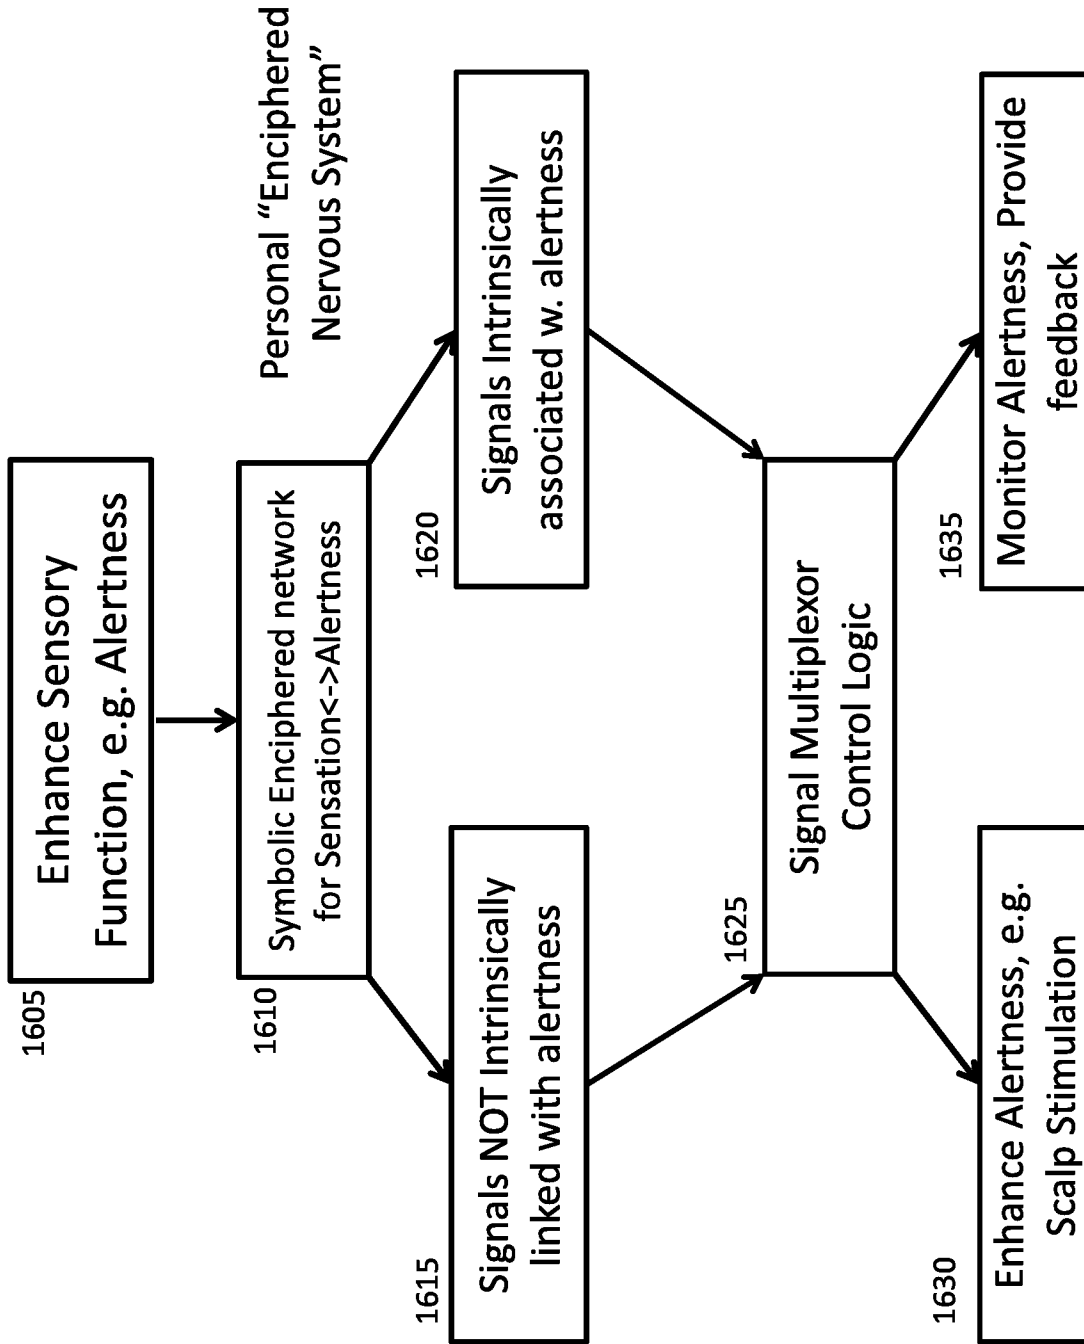 1605
Enhance Sensory
Function, e.g. Alertness
1610
Symbolic Enciphered network
for Sensation<->Alertness
Personal “Enciphered
Nervous System”
1615
Signals NOT Intrinsically
linked with alertness
1620
Signals Intrinsically
associated w. alertness
1625
Signal Multiplexor
Control Logic
1630
Enhance Alertness, e.g.
Scalp Stimulation
1635
Monitor Alertness, Provide
feedback